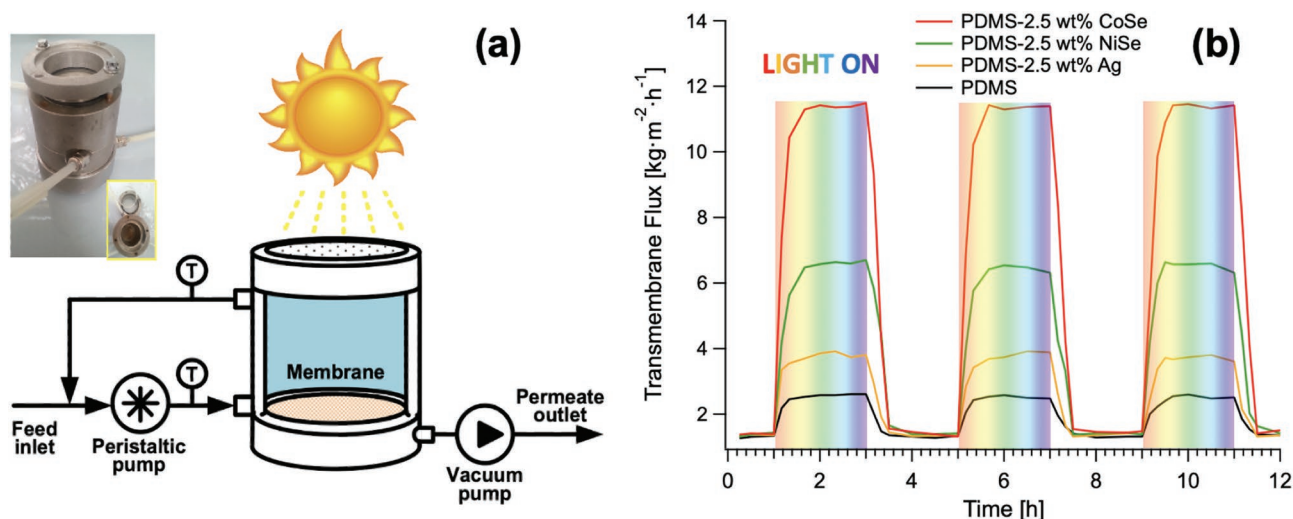 (a)
T
T
Membrane
Feed
inlet
Peristaltic
pump
Permeate
outlet
Vacuum
pump
(b)
PDMS-2.5 wt% CoSe
PDMS-2.5 wt% NiSe
PDMS-2.5 wt% Ag
PDMS
LIGHT ON
Transmembrane Flux [kg·m⁻²·h⁻¹]
14
12
10
8
6
4
2
0
2
4
6
8
10
12
Time [h]